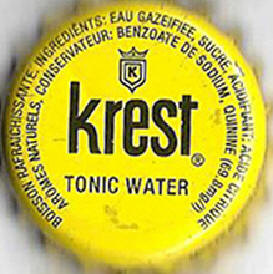 BOISSON RAFRAICHISSANTE, INGREDIENTS: EAU GAZEIFIEE, SUCRE, ACIDIFIANT: ACIDE CITRIQUE
AROMES NATURELS, CONSERVATEUR: BENZOATE DE SODIUM, QUININE (69,8mg/l)
K
krest®
TONIC WATER